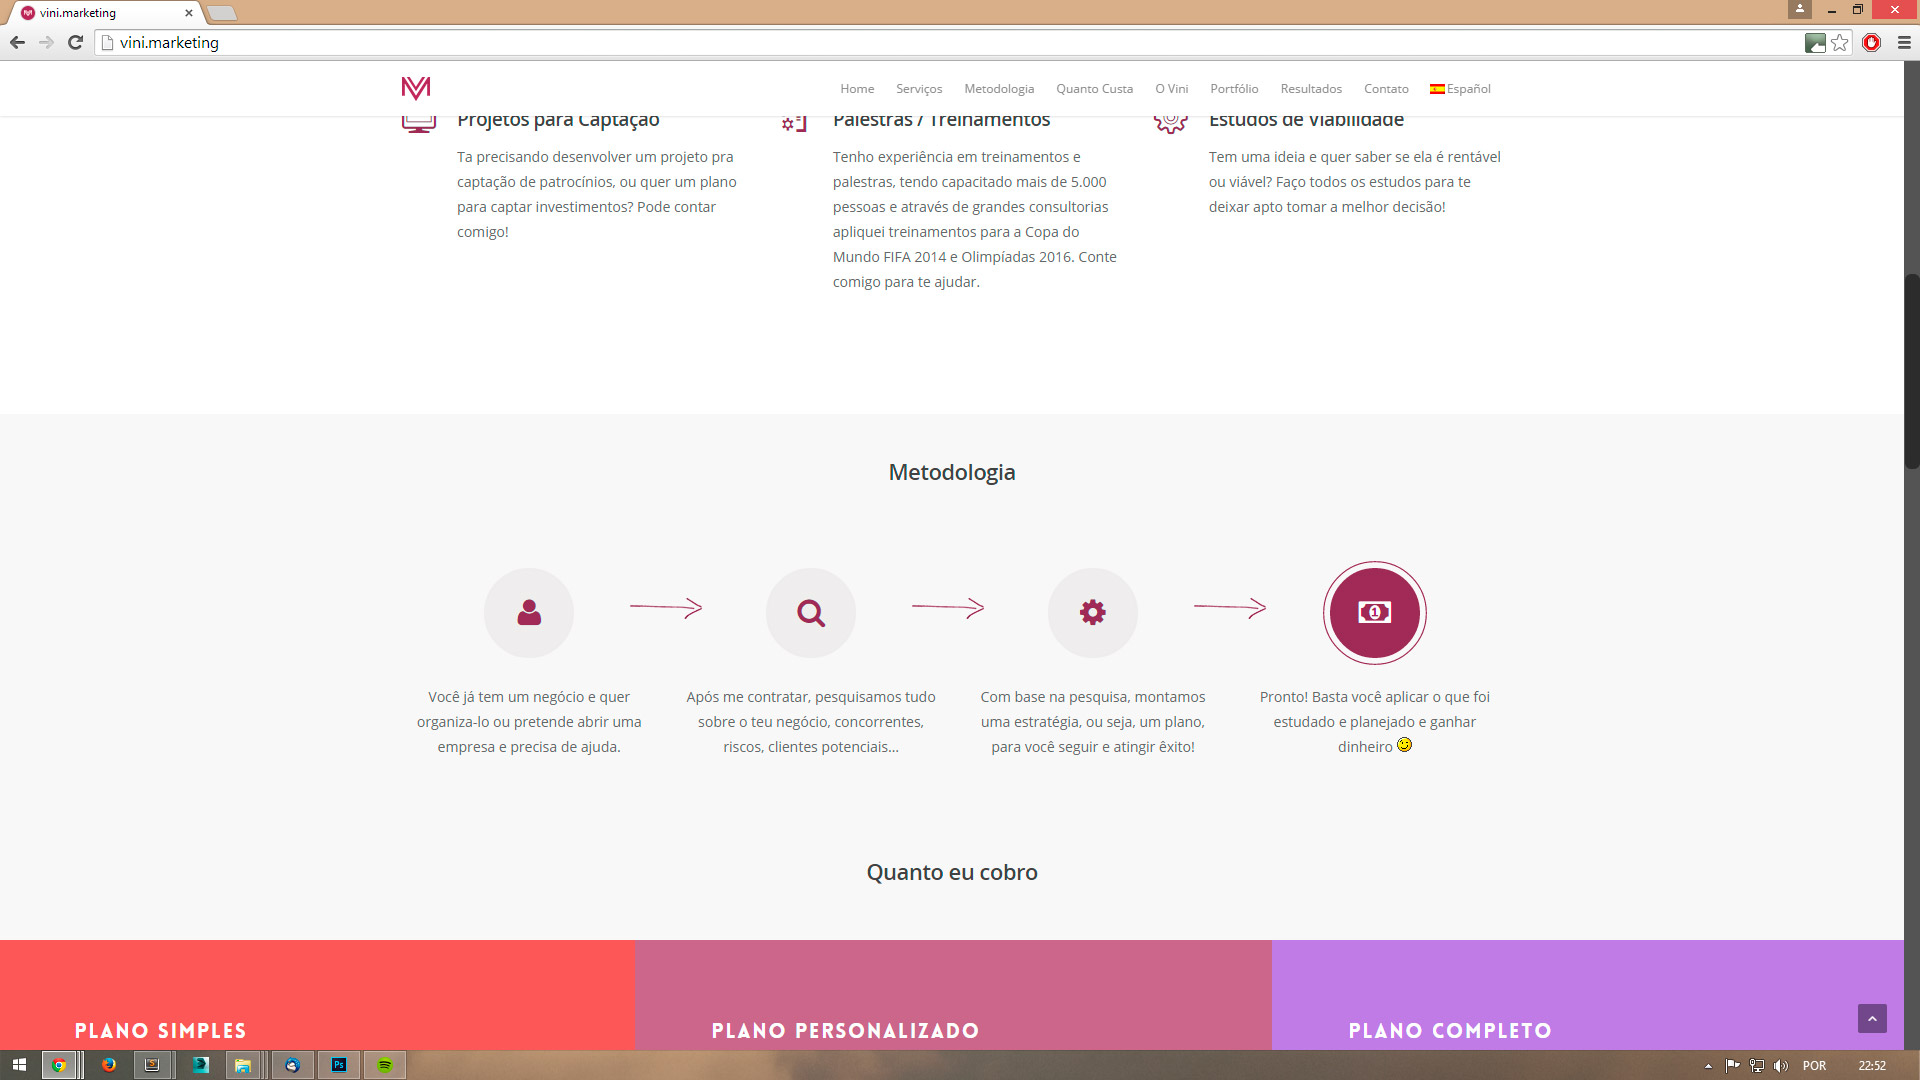 vini.marketing
vini.marketing
Home Serviços Metodologia Quanto Custa O Vini Portfólio Resultados Contato Español
Projetos para Captação
Ta precisando desenvolver um projeto pra
captação de patrocínios, ou quer um plano
para captar investimentos? Pode contar
comigo!
Palestras / Treinamentos
Tenho experiência em treinamentos e
palestras, tendo capacitado mais de 5.000
pessoas e através de grandes consultorias
apliquei treinamentos para a Copa do
Mundo FIFA 2014 e Olimpíadas 2016. Conte
comigo para te ajudar.
Estudos de Viabilidade
Tem uma ideia e quer saber se ela é rentável
ou viável? Faço todos os estudos para te
deixar apto tomar a melhor decisão!
Metodologia
Você já tem um negócio e quer
organiza-lo ou pretende abrir uma
empresa e precisa de ajuda.
Após me contratar, pesquisamos tudo
sobre o teu negócio, concorrentes,
riscos, clientes potenciais...
Com base na pesquisa, montamos
uma estratégia, ou seja, um plano,
para você seguir e atingir êxito!
Pronto! Basta você aplicar o que foi
estudado e planejado e ganhar
dinheiro
Quanto eu cobro
PLANO SIMPLES
PLANO PERSONALIZADO
PLANO COMPLETO
Ps
POR
22:52